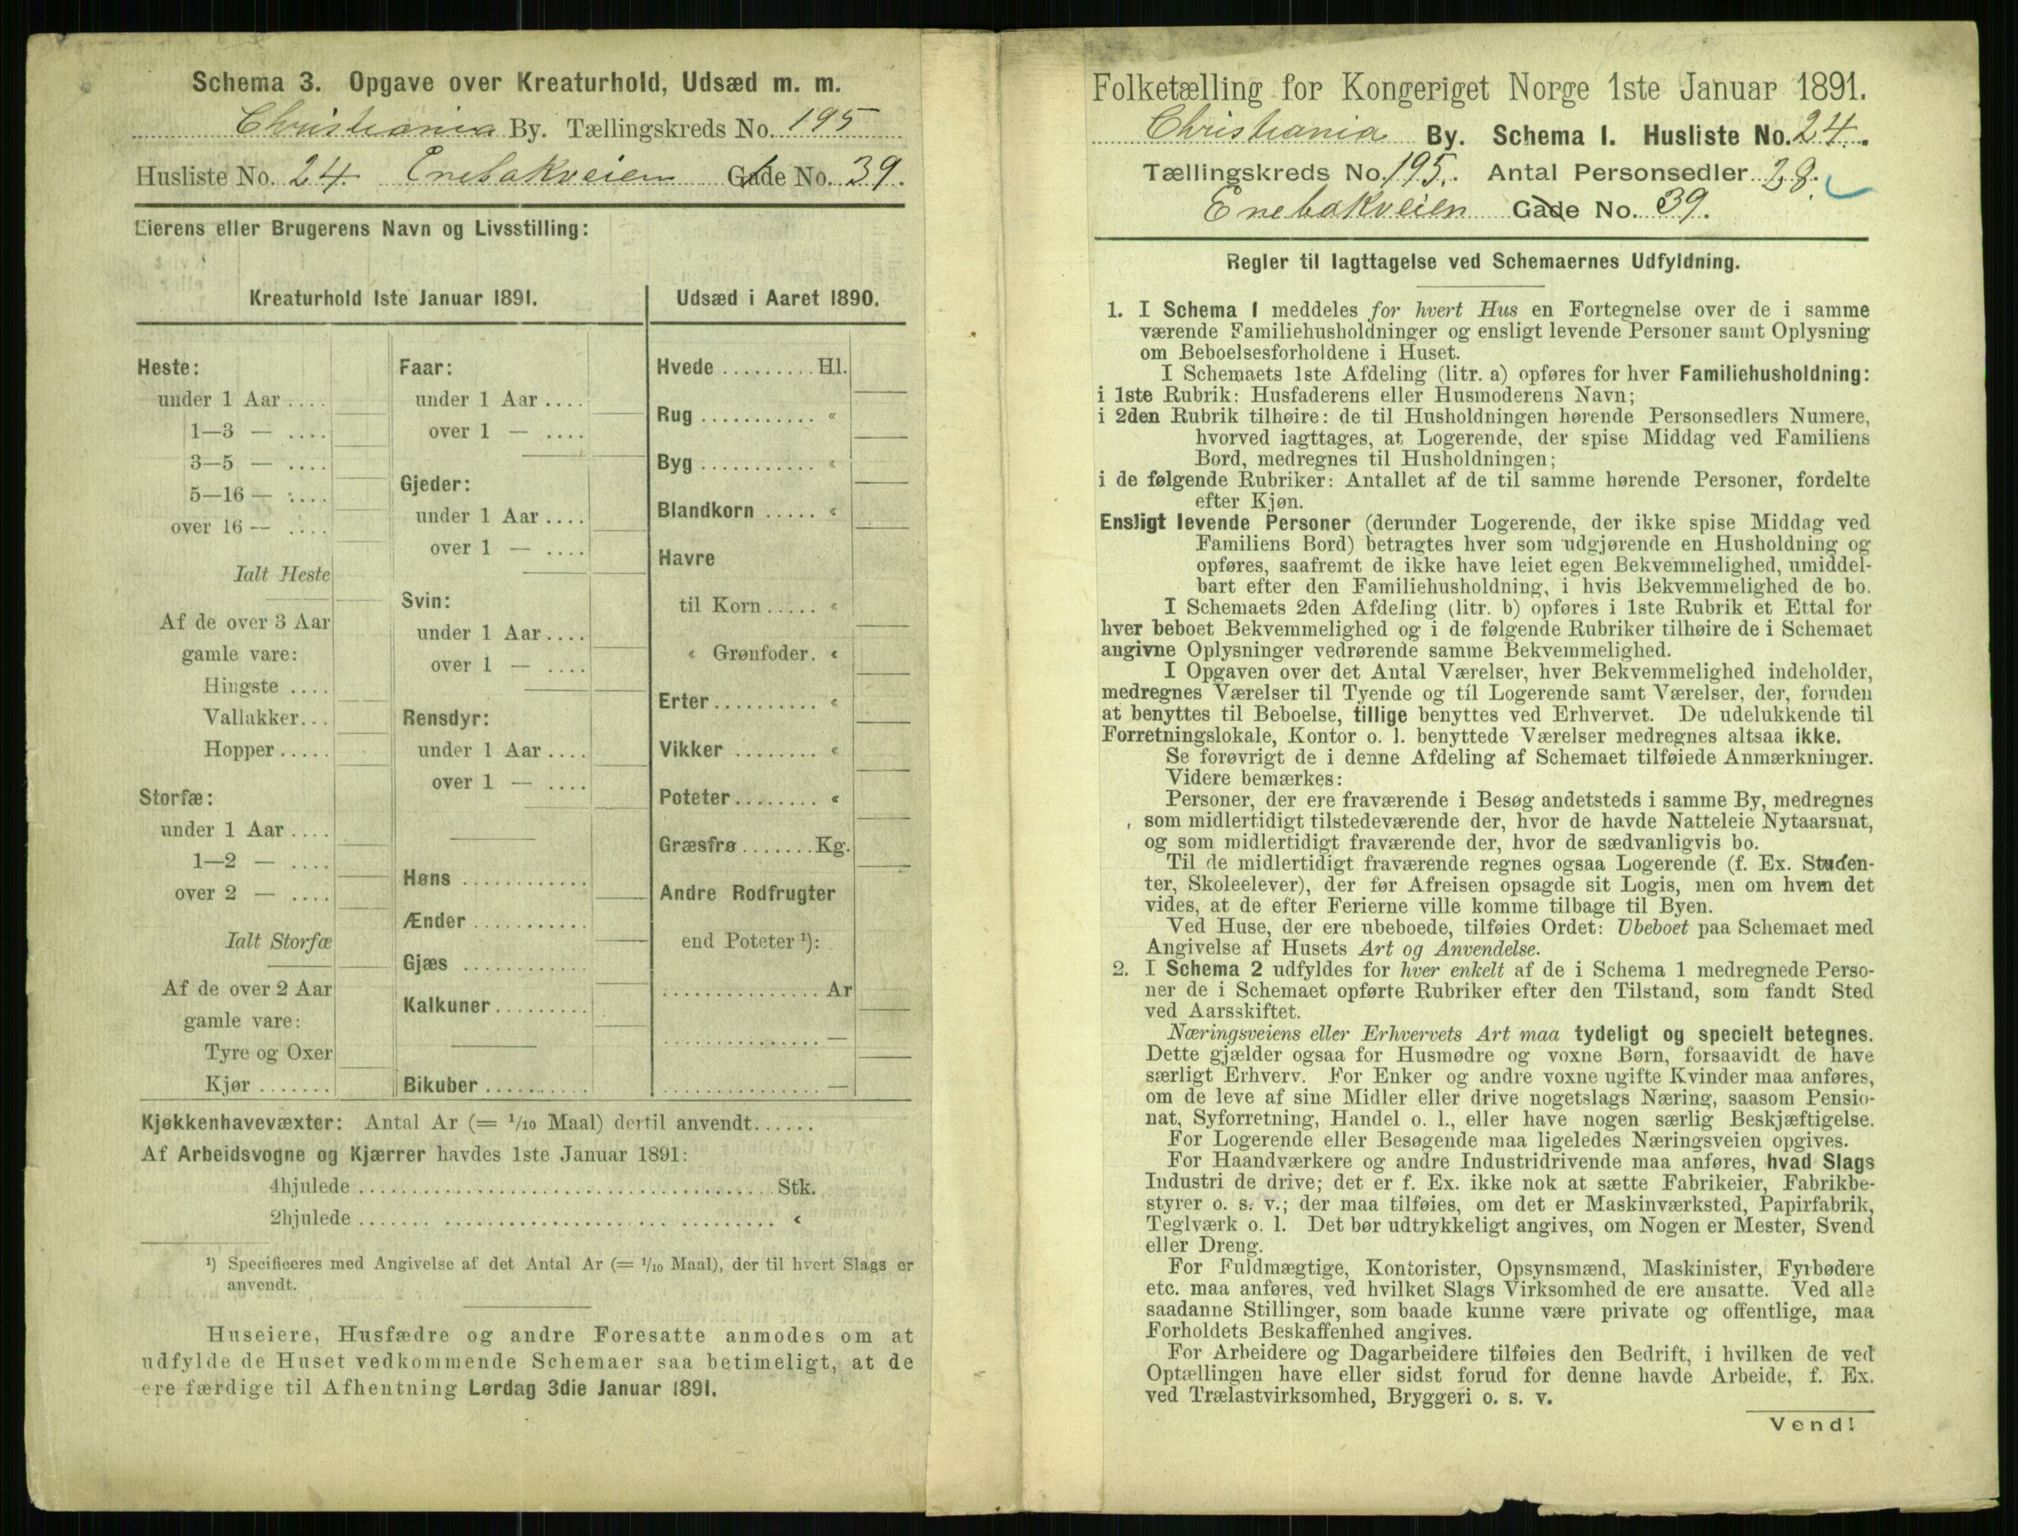 Schema 3. Opgave over Kreaturhold, Udsæd m. m.
Christiania By. Tællingskreds No. 195
Husliste No. 24. Enebakveien Gade No. 39.
Eierens eller Brugerens Navn og Livsstilling:
Kreaturhold 1ste Januar 1891.
Heste:
under 1 Aar ....
1—3 — ....
3—5 — ....
5—16 — ....
over 16 — ....
Ialt Heste
Af de over 3 Aar
gamle vare:
Hingste ....
Vallakker...
Hopper .....
Storfæ:
under 1 Aar ....
1—2 — ....
over 2 — ....
Ialt Storfæ
Af de over 2 Aar
gamle vare:
Tyre og Oxer
Kjør .......
Faar:
under 1 Aar ....
over 1 — ....
Gjeder:
under 1 Aar ....
over 1 — ....
Svin:
under 1 Aar ....
over 1 — ....
Rensdyr:
under 1 Aar ....
over 1 — ....
Høns ............
Ænder ...........
Gjæs ............
Kalkuner.........
Bikuber ..........
Udsæd i Aaret 1890.
Hvede ......... Hl.
Rug ........... «
Byg ........... «
Blandkorn ..... «
Havre
til Korn ..... «
« Grønfoder. «
Erter.......... «
Vikker ........ «
Poteter........ «
Græsfrø ....... Kg.
Andre Rodfrugter
end Poteter ¹):
............... Ar
............... —
............... —
Kjøkkenhavevæxter: Antal Ar (= 1/10 Maal) dertil anvendt......
Af Arbeidsvogne og Kjærrer havdes 1ste Januar 1891:
4hjulede ........................................ Stk.
2hjulede ........................................ «
¹) Specificeres med Angivelse af det Antal Ar (= 1/10 Maal), der til hvert Slags er
anvendt.
Huseiere, Husfædre og andre Foresatte anmodes om at
udfylde de Huset vedkommende Schemaer saa betimeligt, at de
ere færdige til Afhentning Lørdag 3die Januar 1891.
Folketælling for Kongeriget Norge 1ste Januar 1891.
Christiania By. Schema 1. Husliste No. 24.
Tællingskreds No. 195. Antal Personsedler 28.
Enebakveien Gade No. 39.
Regler til Iagttagelse ved Schemaernes Udfyldning.
1. I Schema 1 meddeles for hvert Hus en Fortegnelse over de i samme
værende Familiehusholdninger og ensligt levende Personer samt Oplysning
om Beboelsesforholdene i Huset.
I Schemaets 1ste Afdeling (litr. a) opføres for hver Familiehusholdning:
i 1ste Rubrik: Husfaderens eller Husmoderens Navn;
i 2den Rubrik tilhøire: de til Husholdningen hørende Personsedlers Numere,
hvorved iagttages, at Logerende, der spise Middag ved Familiens
Bord, medregnes til Husholdningen;
i de følgende Rubriker: Antallet af de til samme hørende Personer, fordelte
efter Kjøn.
Ensligt levende Personer (derunder Logerende, der ikke spise Middag ved
Familiens Bord) betragtes hver som udgjørende en Husholdning og
opføres, saafremt de ikke have leiet egen Bekvemmelighed, umiddel-
bart efter den Familiehusholdning, i hvis Bekvemmelighed de bo.
I Schemaets 2den Afdeling (litr. b) opføres i 1ste Rubrik et Ettal for
hver beboet Bekvemmelighed og i de følgende Rubriker tilhøire de i Schemaet
angivne Oplysninger vedrørende samme Bekvemmelighed.
I Opgaven over det Antal Værelser, hver Bekvemmelighed indeholder,
medregnes Værelser til Tyende og til Logerende samt Værelser, der, foruden
at benyttes til Beboelse, tillige benyttes ved Erhvervet. De udelukkende til
Forretningslokale, Kontor o. l. benyttede Værelser medregnes altsaa ikke.
Se forøvrigt de i denne Afdeling af Schemaet tilføiede Anmærkninger.
Videre bemærkes:
Personer, der ere fraværende i Besøg andetsteds i samme By, medregnes
som midlertidigt tilstedeværende der, hvor de havde Natteleie Nytaarsnat,
og som midlertidigt fraværende der, hvor de sædvanligvis bo.
Til de midlertidigt fraværende regnes ogsaa Logerende (f. Ex. Studen-
ter, Skoleelever), der før Afreisen opsagde sit Logis, men om hvem det
vides, at de efter Ferierne ville komme tilbage til Byen.
Ved Huse, der ere ubeboede, tilføies Ordet: Ubeboet paa Schemaet med
Angivelse af Husets Art og Anvendelse.
2. I Schema 2 udfyldes for hver enkelt af de i Schema 1 medregnede Perso-
ner de i Schemaet opførte Rubriker efter den Tilstand, som fandt Sted
ved Aarsskiftet.
Næringsveiens eller Erhvervets Art maa tydeligt og specielt betegnes.
Dette gjælder ogsaa for Husmødre og voxne Børn, forsaavidt de have
særligt Erhverv. For Enker og andre voxne ugifte Kvinder maa anføres,
om de leve af sine Midler eller drive nogetslags Næring, saasom Pensio-
nat, Syforretning, Handel o. l., eller have nogen særlig Beskjæftigelse.
For Logerende eller Besøgende maa ligeledes Næringsveien opgives.
For Haandværkere og andre Industridrivende maa anføres, hvad Slags
Industri de drive; det er f. Ex. ikke nok at sætte Fabrikeier, Fabrikbe-
styrer o. s. v.; der maa tilføies, om det er Maskinværksted, Papirfabrik,
Teglværk o. l. Det bør udtrykkeligt angives, om Nogen er Mester, Svend
eller Dreng.
For Fuldmægtige, Kontorister, Opsynsmænd, Maskinister, Fyrbødere
etc. maa anføres, ved hvilket Slags Virksomhed de ere ansatte. Ved alle
saadanne Stillinger, som baade kunne være private og offentlige, maa
Forholdets Beskaffenhed angives.
For Arbeidere og Dagarbeidere tilføies den Bedrift, i hvilken de ved
Optællingen have eller sidst forud for denne havde Arbeide, f. Ex.
ved Trælastvirksomhed, Bryggeri o. s. v.
Vend!